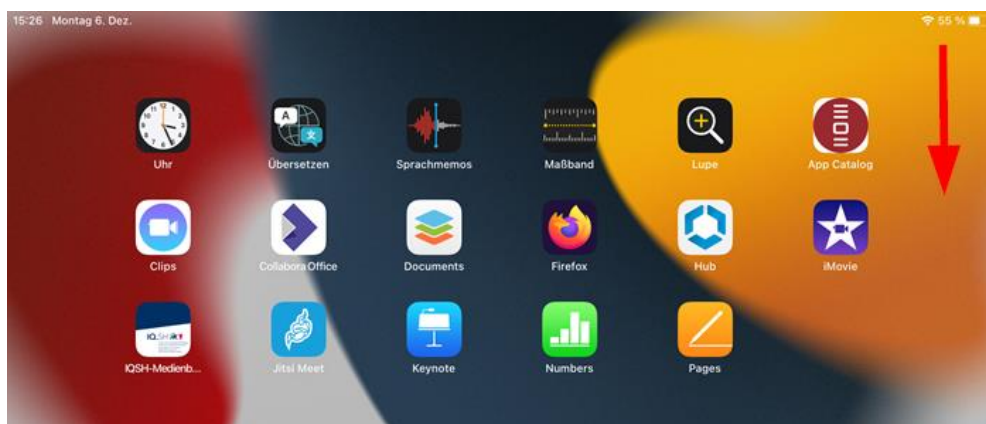 15:26 Montag 6. Dez. 55 %
Uhr Übersetzen Sprachmemos Maßband Lupe App Catalog
Clips Collabora Office Documents Firefox Hub iMovie
IQSH-Medienb... Jitsi Meet Keynote Numbers Pages